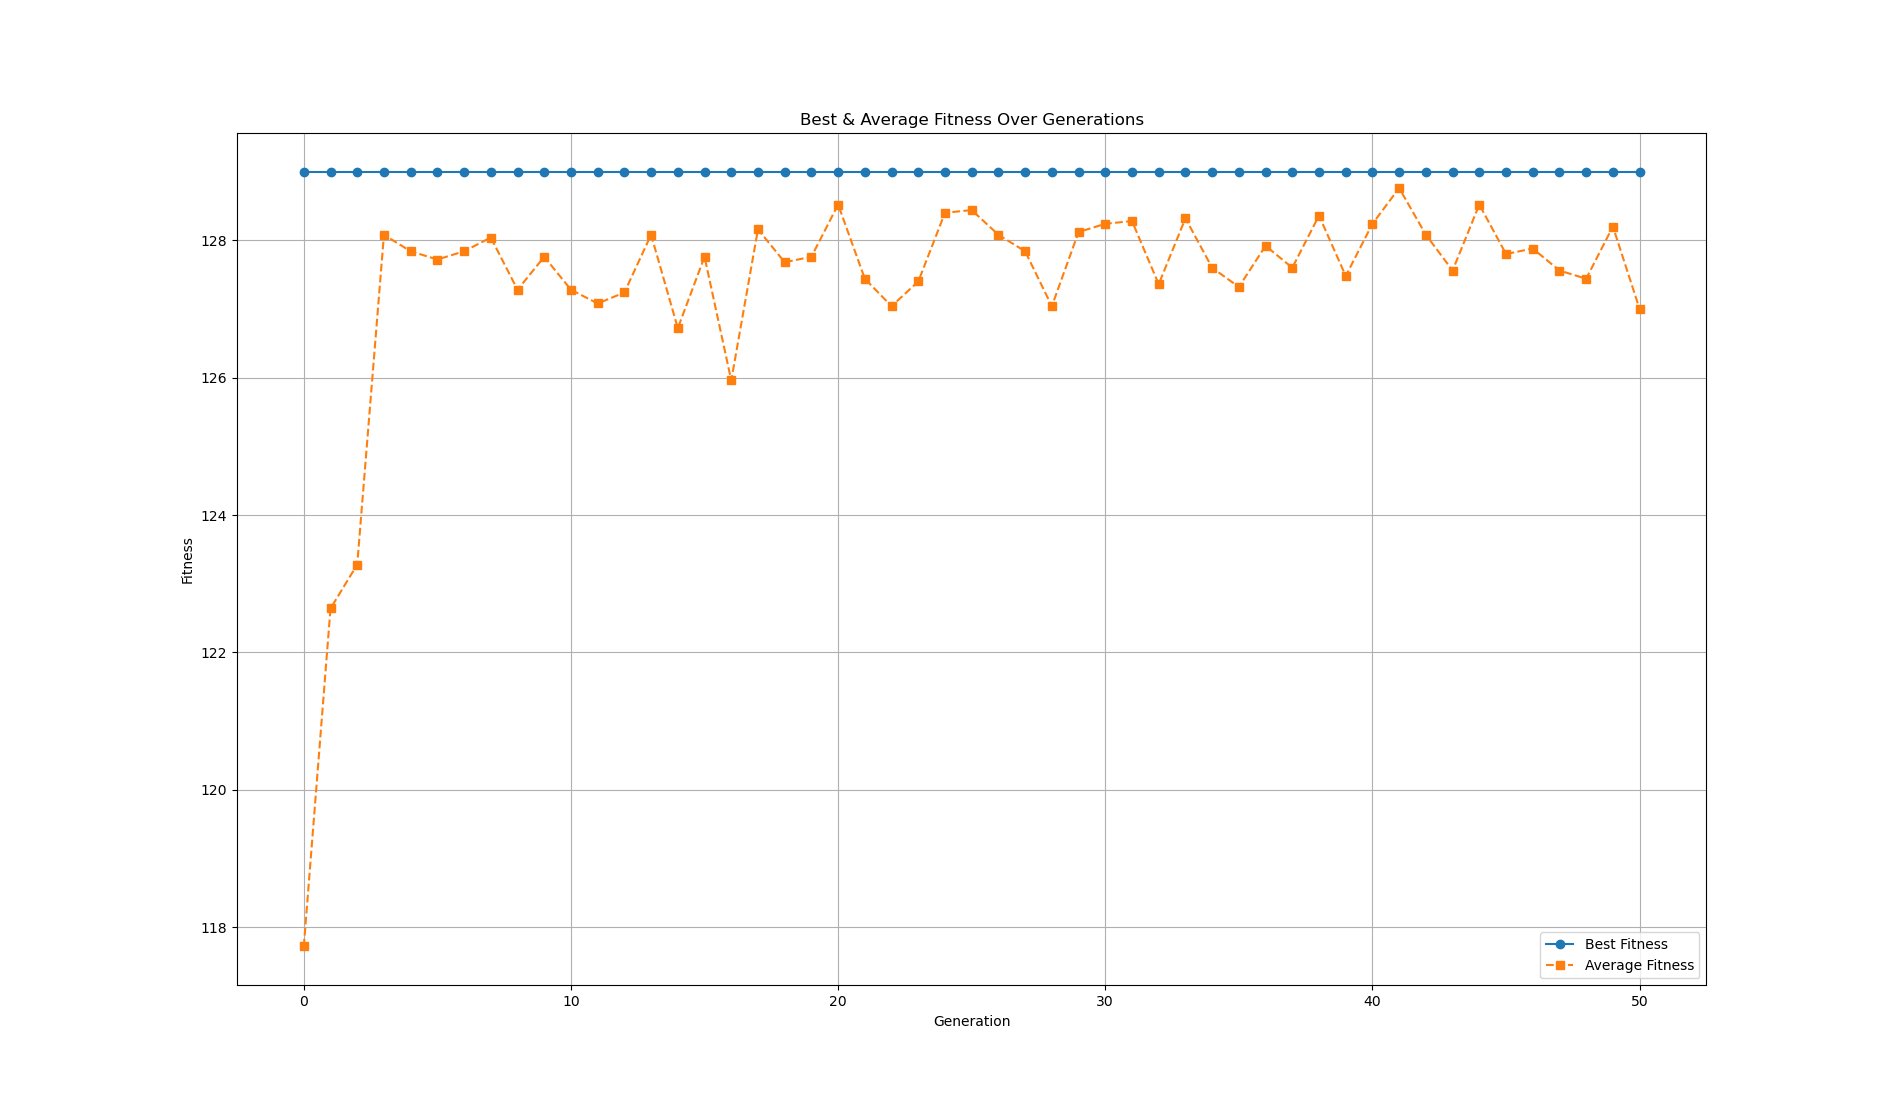 Best & Average Fitness Over Generations
Fitness
128
126
124
122
120
118
0 10 20 30 40 50
Generation
Best Fitness
Average Fitness